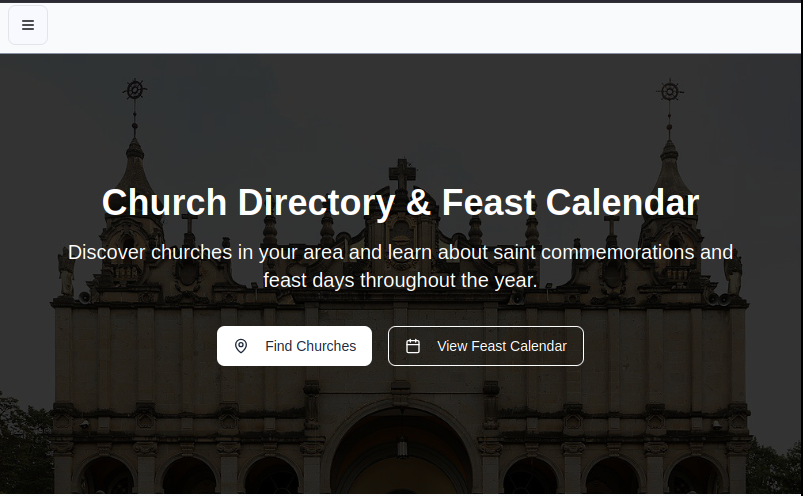 Church Directory & Feast Calendar
Discover churches in your area and learn about saint commemorations and
feast days throughout the year.
Find Churches
View Feast Calendar